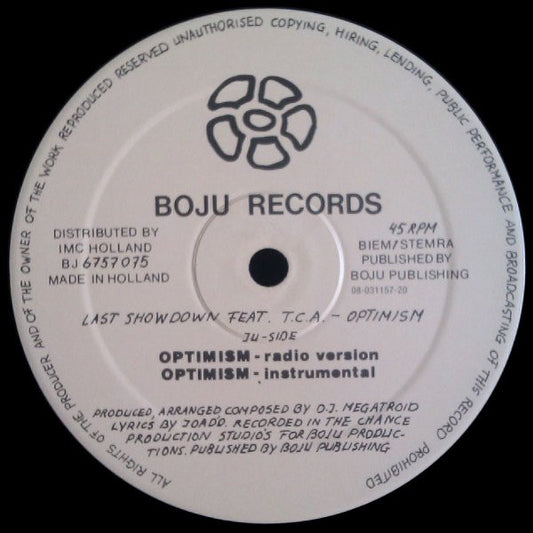 ALL RIGHTS OF THE PRODUCER AND OF THE OWNER OF THE WORK REPRODUCED RESERVED UNAUTHORISED COPYING, HIRING, LENDING, PUBLIC PERFORMANCE AND BROADCASTING OF THIS RECORD PROHIBITED
BOJU RECORDS
DISTRIBUTED BY
IMC HOLLAND
BJ 6757075
MADE IN HOLLAND
45 RPM
BIEM/STEMRA
PUBLISHED BY
BOJU PUBLISHING
08-031157-20
LAST SHOWDOWN FEAT. T.C.A. - OPTIMISM
JU-SIDE
OPTIMISM - radio version
OPTIMISM - instrumental
PRODUCED, ARRANGED COMPOSED BY D.J. MEGATROID
LYRICS BY JOADO. RECORDED IN THE CHANCE
PRODUCTION STUDIO'S FOR BOJU PRODUC-
TIONS. PUBLISHED BY BOJU PUBLISHING